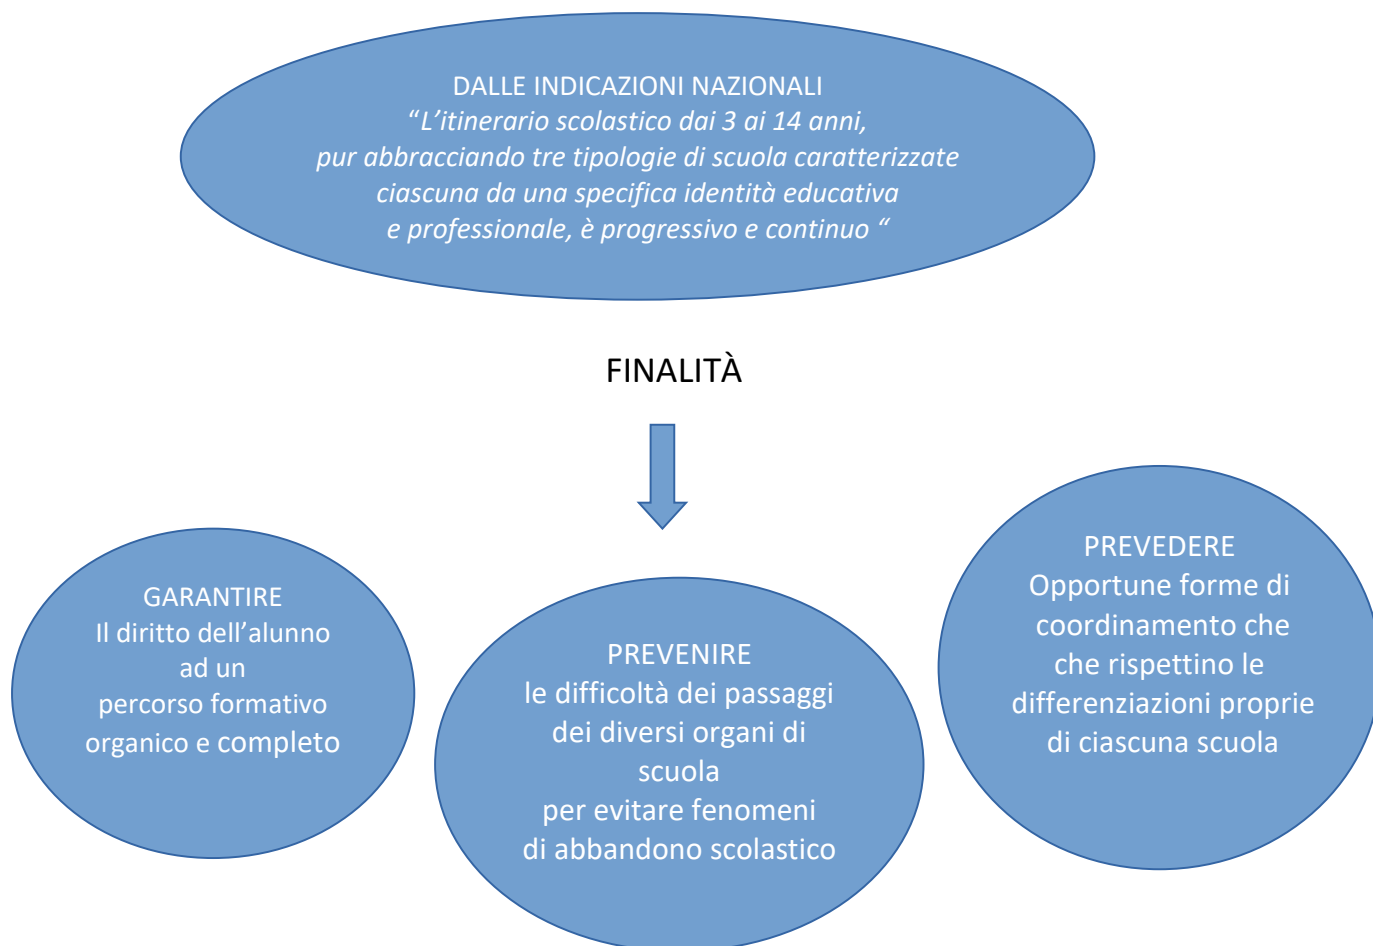 DALLE INDICAZIONI NAZIONALI
“L’itinerario scolastico dai 3 ai 14 anni,
pur abbracciando tre tipologie di scuola caratterizzate
ciascuna da una specifica identità educativa
e professionale, è progressivo e continuo “
FINALITÀ
GARANTIRE
Il diritto dell’alunno
ad un
percorso formativo
organico e completo
PREVENIRE
le difficoltà dei passaggi
dei diversi organi di
scuola
per evitare fenomeni
di abbandono scolastico
PREVEDERE
Opportune forme di
coordinamento che
che rispettino le
differenziazioni proprie
di ciascuna scuola